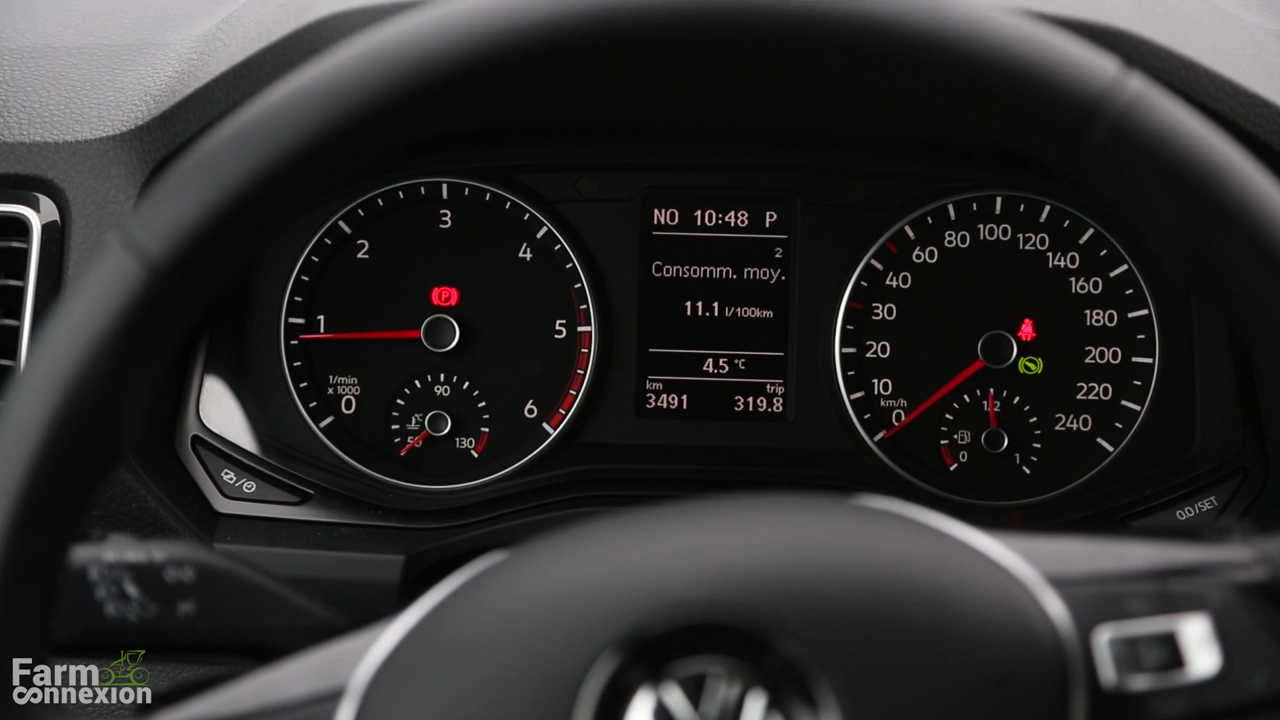 NO 10:48 P
2
Consomm. moy.
11.1 l/100km
4.5 °C
km trip
3491 319.8
0 1 2 3 4 5 6
1/min
x 1000
P
°C
50 90 130
0 10 20 30 40 60 80 100 120 140 160 180 200 220 240
km/h
0 1/2 1
0.0/SET
Farm
connexion